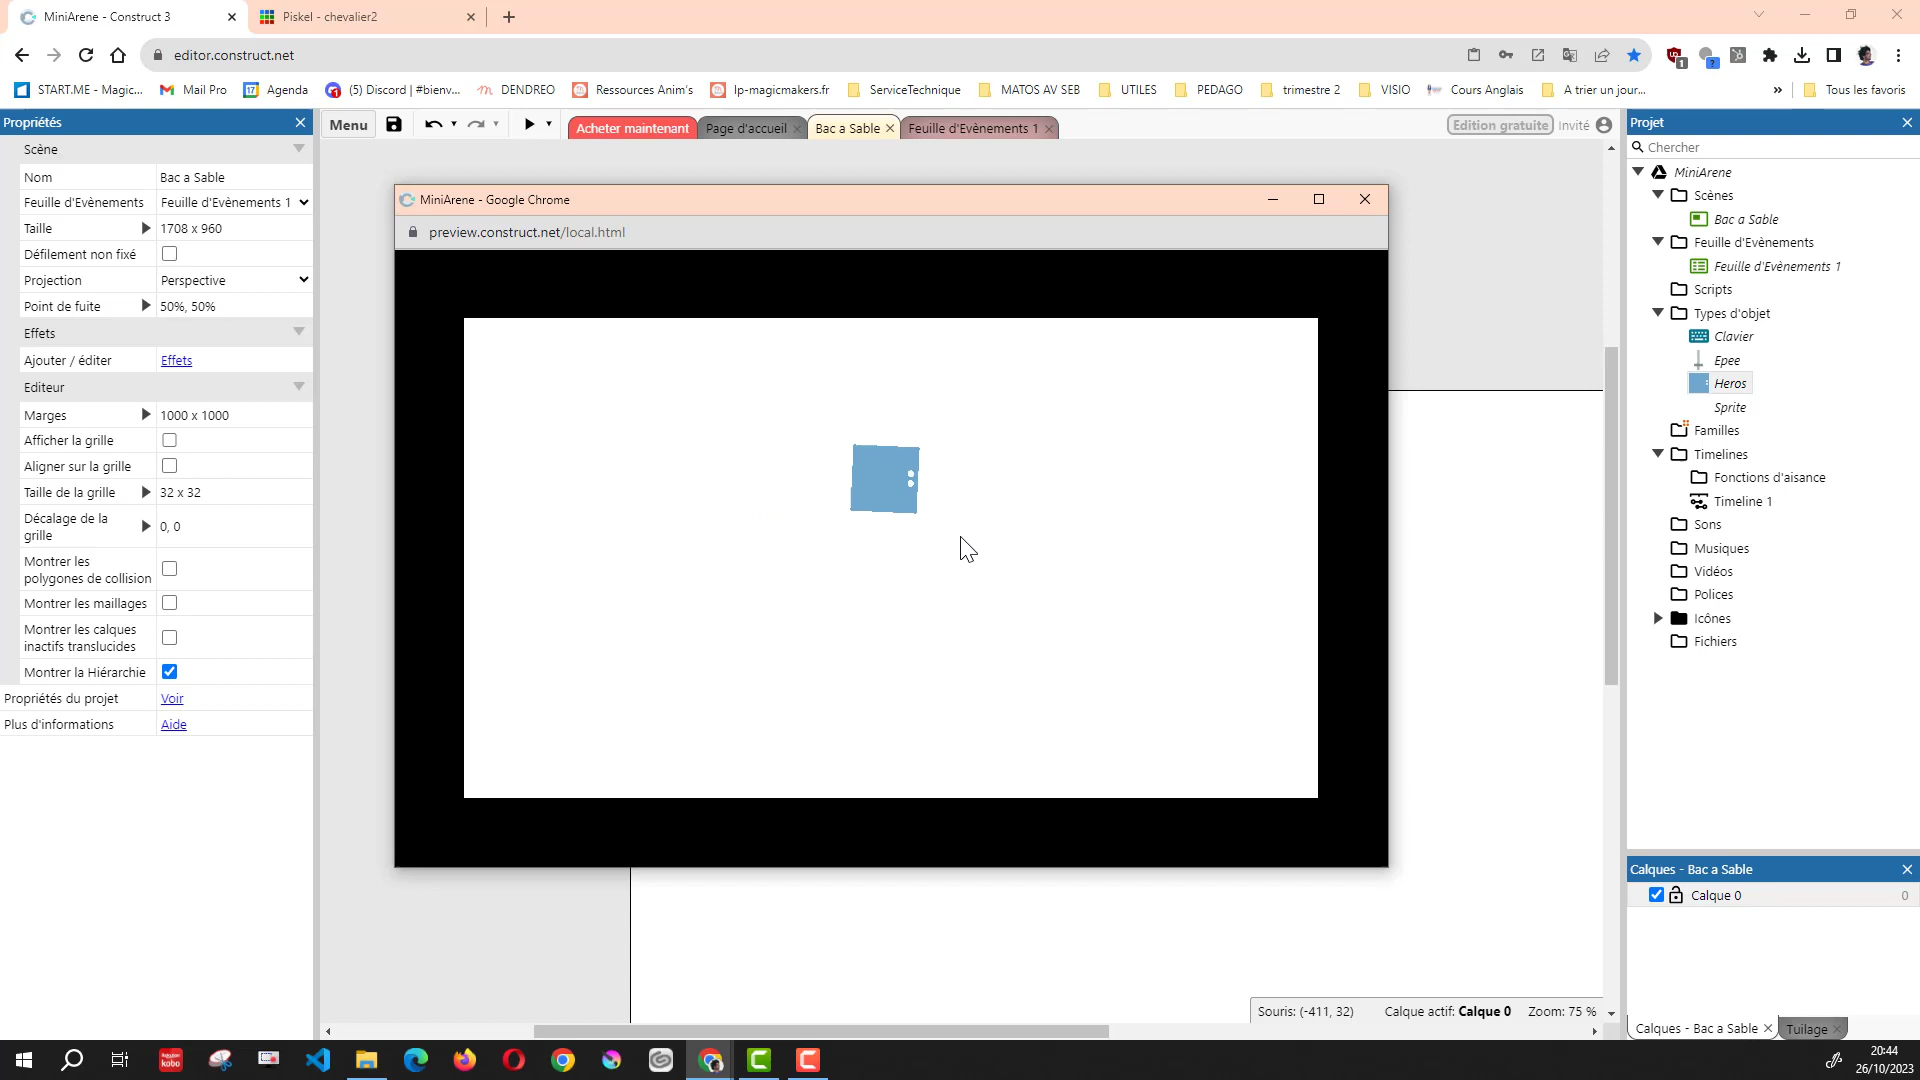 MiniArene - Construct 3
Piskel - chevalier2
editor.construct.net
START.ME - Magic...
Mail Pro
Agenda
(5) Discord | #bienv...
DENDREO
Ressources Anim's
lp-magicmakers.fr
ServiceTechnique
MATOS AV SEB
UTILES
PEDAGO
trimestre 2
VISIO
Cours Anglais
A trier un jour...
Tous les favoris
Propriétés
Menu
Acheter maintenant
Page d'accueil
Bac a Sable
Feuille d'Evènements 1
Edition gratuite
Invité
Projet
Scène
Nom
Bac a Sable
Feuille d'Evènements
Feuille d'Evènements 1
Taille
1708 x 960
Défilement non fixé
Projection
Perspective
Point de fuite
50%, 50%
Effets
Ajouter / éditer
Effets
Editeur
Marges
1000 x 1000
Afficher la grille
Aligner sur la grille
Taille de la grille
32 x 32
Décalage de la
grille
0, 0
Montrer les
polygones de collision
Montrer les maillages
Montrer les calques
inactifs translucides
Montrer la Hiérarchie
Propriétés du projet
Voir
Plus d'informations
Aide
MiniArene - Google Chrome
preview.construct.net/local.html
Chercher
MiniArene
Scènes
Bac a Sable
Feuille d'Evènements
Feuille d'Evènements 1
Scripts
Types d'objet
Clavier
Epee
Heros
Sprite
Familles
Timelines
Fonctions d'aisance
Timeline 1
Sons
Musiques
Vidéos
Polices
Icônes
Fichiers
Calques - Bac a Sable
Calque 0
0
Souris: (-411, 32)
Calque actif: Calque 0
Zoom: 75 %
Calques - Bac a Sable
Tuilage
20:44
26/10/2023